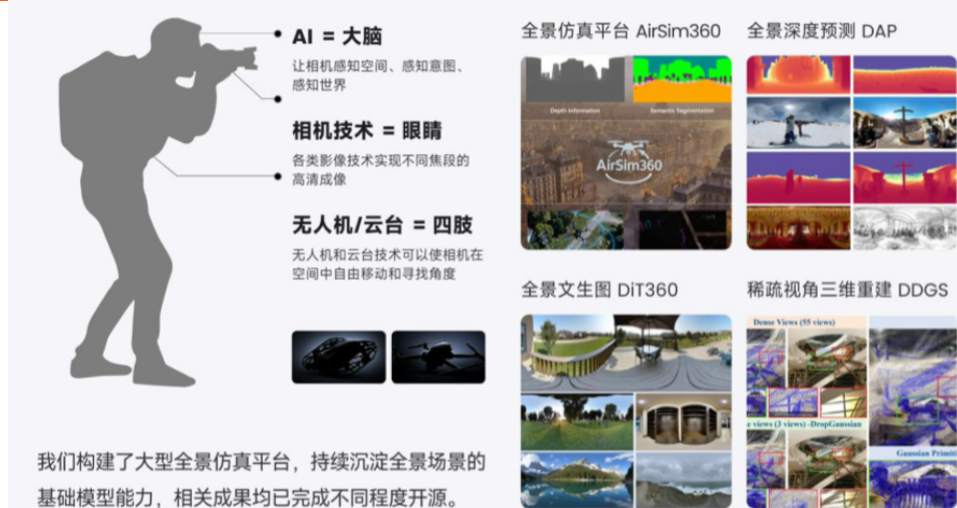 AI = 大脑
让相机感知空间、感知意图、
感知世界
相机技术 = 眼睛
各类影像技术实现不同焦段的
高清成像
无人机/云台 = 四肢
无人机和云台技术可以使相机在
空间中自由移动和寻找角度
我们构建了大型全景仿真平台，持续沉淀全景场景的
基础模型能力，相关成果均已完成不同程度开源。
全景仿真平台 AirSim360
Depth Information
Semantic Segmentation
AirSim360
全景深度预测 DAP
全景文生图 DiT360
稀疏视角三维重建 DDGS
Dense Views (55 views)
e views (3 views) -DropGaussian
Gaussian Primiti